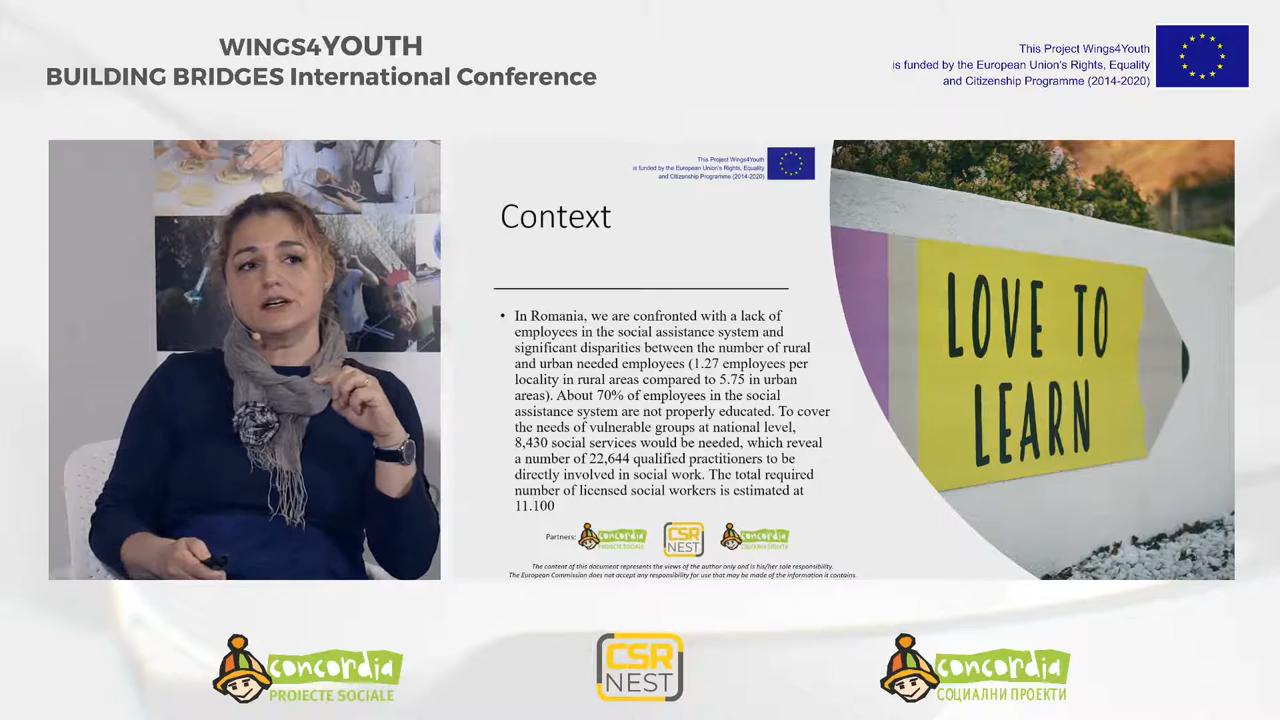 WINGS4YOUTH
BUILDING BRIDGES International Conference
This Project Wings4Youth
is funded by the European Union's Rights, Equality
and Citizenship Programme (2014-2020)
This Project Wings4Youth
is funded by the European Union's Rights, Equality
and Citizenship Programme (2014-2020)
Context
• In Romania, we are confronted with a lack of
employees in the social assistance system and
significant disparities between the number of rural
and urban needed employees (1.27 employees per
locality in rural areas compared to 5.75 in urban
areas). About 70% of employees in the social
assistance system are not properly educated. To cover
the needs of vulnerable groups at national level,
8,430 social services would be needed, which reveal
a number of 22,644 qualified practitioners to be
directly involved in social work. The total required
number of licensed social workers is estimated at
11.100
Partners:
concordia
PROIECTE SOCIALE
CSR
NEST
concordia
СОЦИАЛНИ ПРОЕКТИ
The content of this document represents the views of the author only and is his/her sole responsibility.
The European Commission does not accept any responsibility for use that may be made of the information it contains.
LOVE TO
LEARN
concordia
PROIECTE SOCIALE
CSR
NEST
concordia
СОЦИАЛНИ ПРОЕКТИ